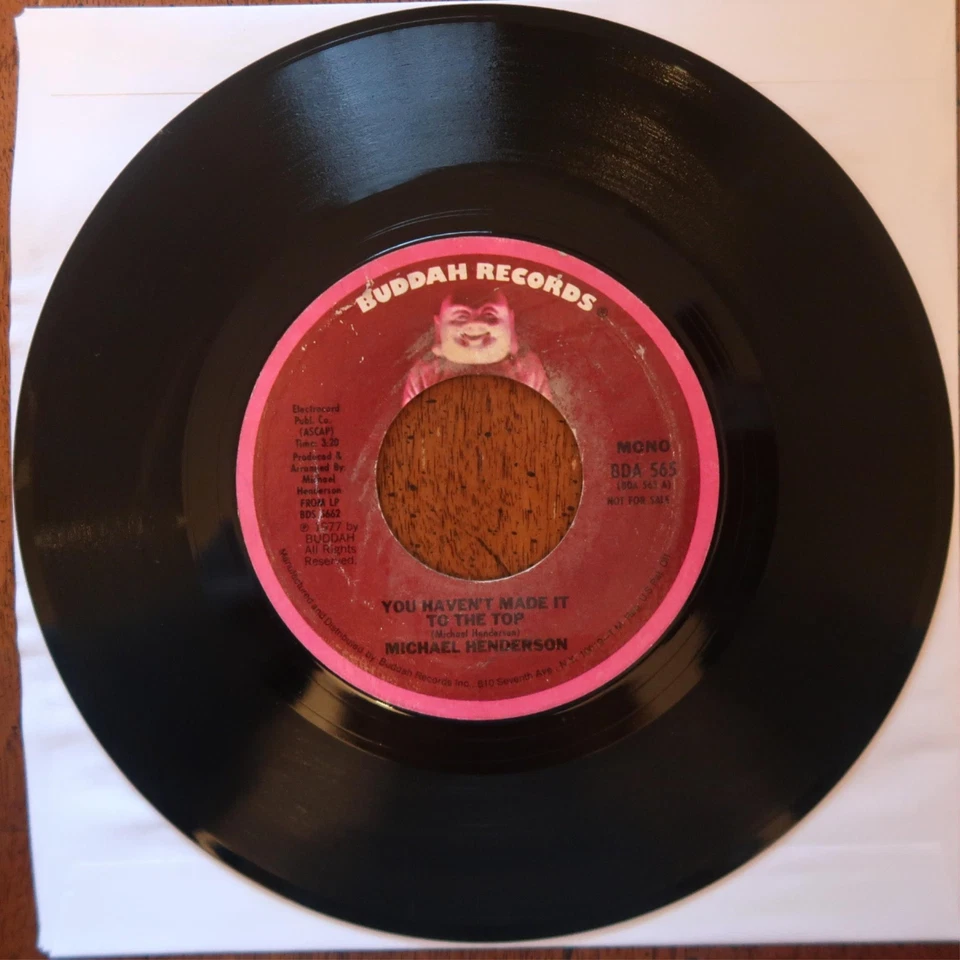 BUDDAH RECORDS
Electrocord
Publ. Co.
(ASCAP)
Time: 3:20
Produced &
Arranged By:
Michael
Henderson
FROM LP
BDS 5662
℗ 1977 by
BUDDAH
All Rights
Reserved.
MONO
BDA 565
(BDA 565 A)
NOT FOR SALE
YOU HAVEN'T MADE IT
TO THE TOP
(Michael Henderson)
MICHAEL HENDERSON
Manufactured and Distributed by Buddah Records Inc., 810 Seventh Ave.,